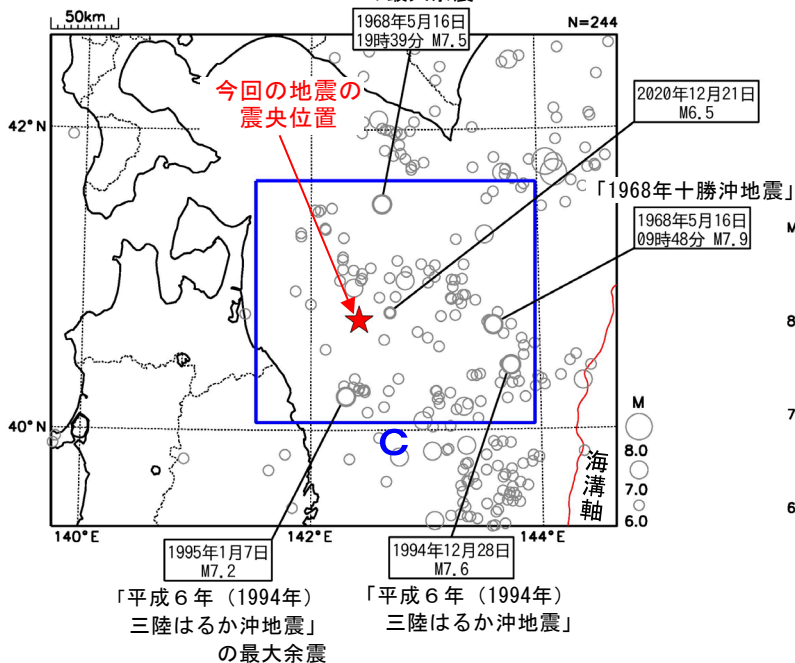 50km
N=244
1968年5月16日
19時39分 M7.5
今回の地震の
震央位置
2020年12月21日
M6.5
42°N
「1968年十勝沖地震」
1968年5月16日
09時48分 M7.9
M
8
7
6
40°N
C
M
8.0
7.0
6.0
海溝軸
140°E
142°E
144°E
1995年1月7日
M7.2
1994年12月28日
M7.6
「平成6年（1994年）
三陸はるか沖地震」
の最大余震
「平成6年（1994年）
三陸はるか沖地震」